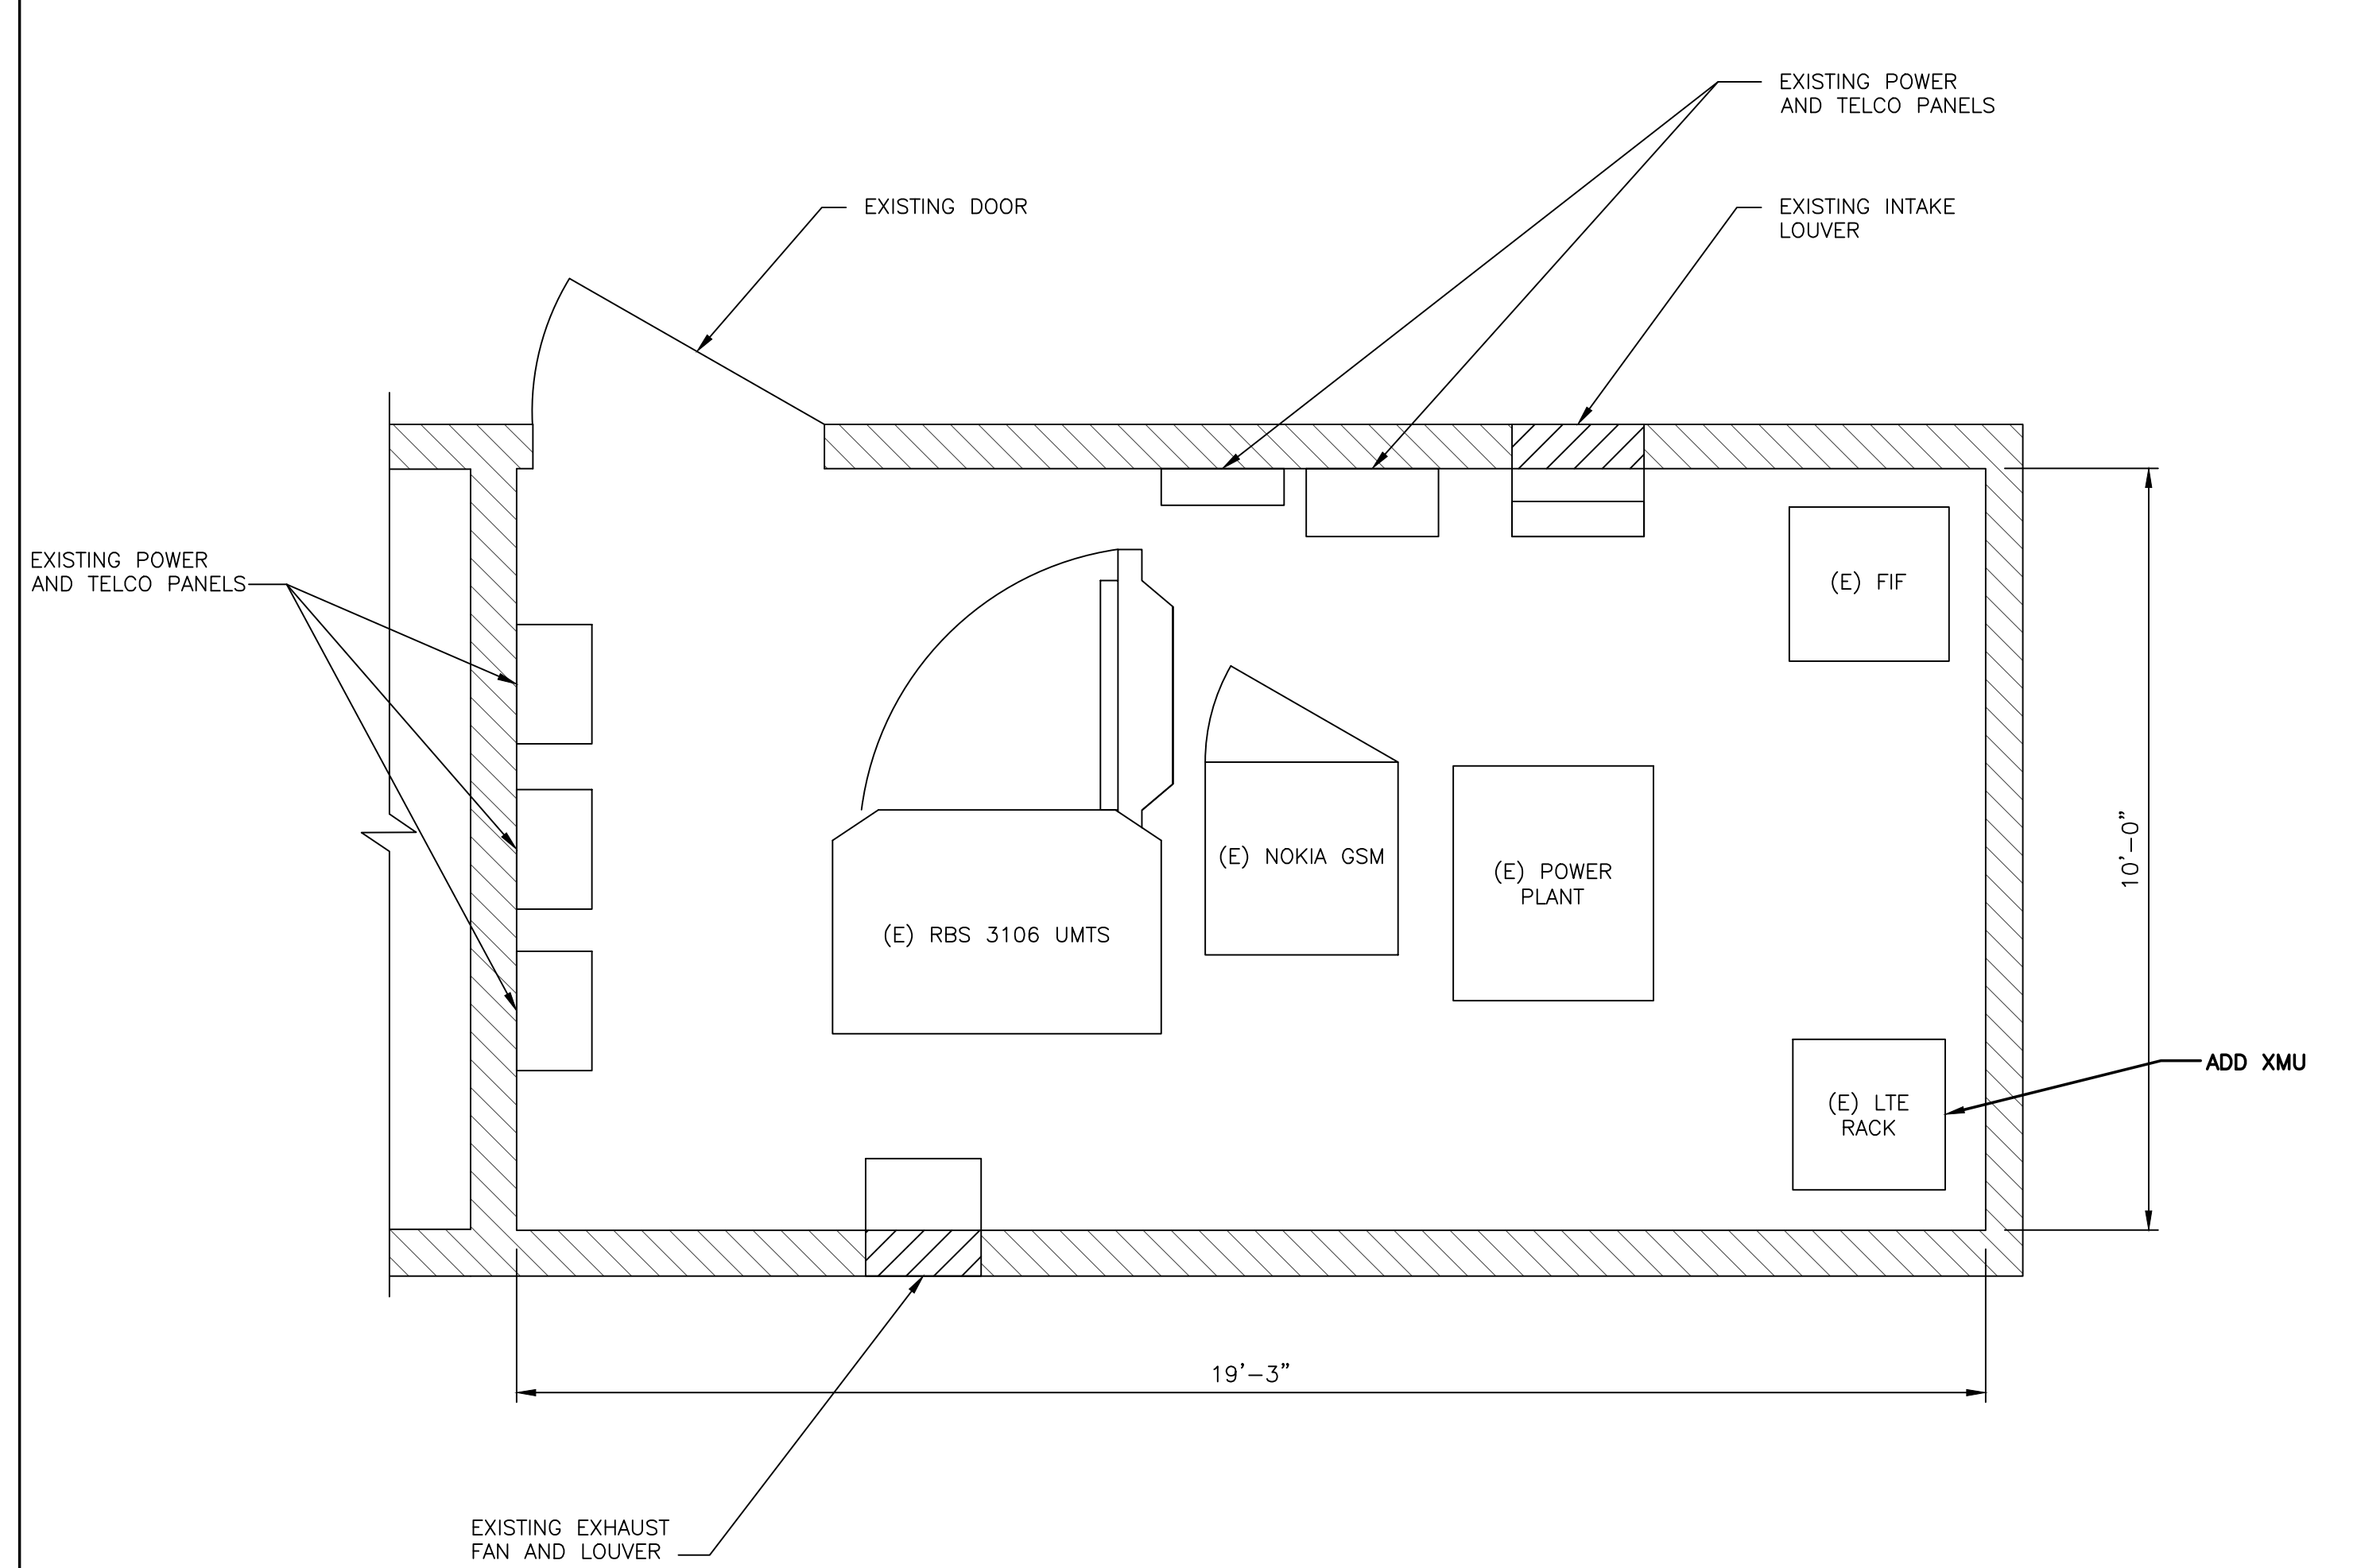 EXISTING POWER
AND TELCO PANELS
EXISTING DOOR
EXISTING INTAKE
LOUVER
EXISTING POWER
AND TELCO PANELS
(E) FIF
(E) NOKIA GSM
(E) POWER
PLANT
10'-0"
(E) RBS 3106 UMTS
ADD XMU
(E) LTE
RACK
19'-3"
EXISTING EXHAUST
FAN AND LOUVER